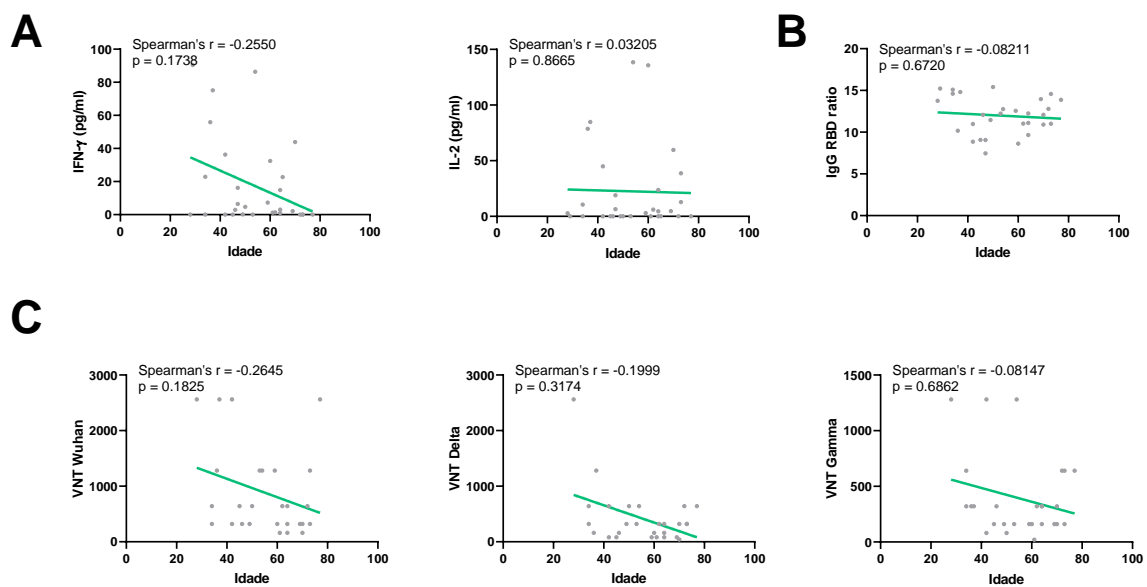 A
Spearman's r = -0.2550
p = 0.1738
IFN-γ (pg/ml)
100
80
60
40
20
0
0 20 40 60 80 100
Idade
Spearman's r = 0.03205
p = 0.8665
IL-2 (pg/ml)
150
100
50
0
0 20 40 60 80 100
Idade
B
Spearman's r = -0.08211
p = 0.6720
IgG RBD ratio
20
15
10
5
0
0 20 40 60 80 100
Idade
C
Spearman's r = -0.2645
p = 0.1825
VNT Wuhan
3000
2000
1000
0
0 20 40 60 80 100
Idade
Spearman's r = -0.1999
p = 0.3174
VNT Delta
3000
2000
1000
0
0 20 40 60 80 100
Idade
Spearman's r = -0.08147
p = 0.6862
VNT Gamma
1500
1000
500
0
0 20 40 60 80 100
Idade